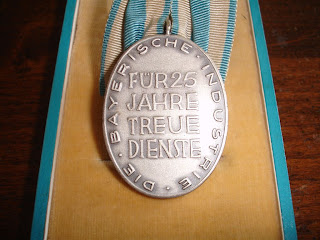 DIE · BAYERISCHE · INDUSTRIE ·
FÜR 25
JAHRE
TREUE
DIENSTE